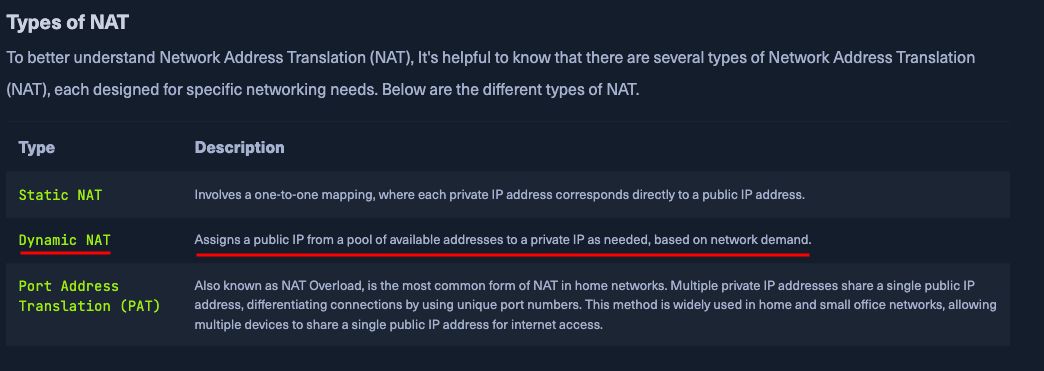 Types of NAT
To better understand Network Address Translation (NAT), It's helpful to know that there are several types of Network Address Translation
(NAT), each designed for specific networking needs. Below are the different types of NAT.
Type Description
Static NAT Involves a one-to-one mapping, where each private IP address corresponds directly to a public IP address.
Dynamic NAT Assigns a public IP from a pool of available addresses to a private IP as needed, based on network demand.
Port Address Also known as NAT Overload, is the most common form of NAT in home networks. Multiple private IP addresses share a single public IP
Translation (PAT) address, differentiating connections by using unique port numbers. This method is widely used in home and small office networks, allowing
multiple devices to share a single public IP address for internet access.